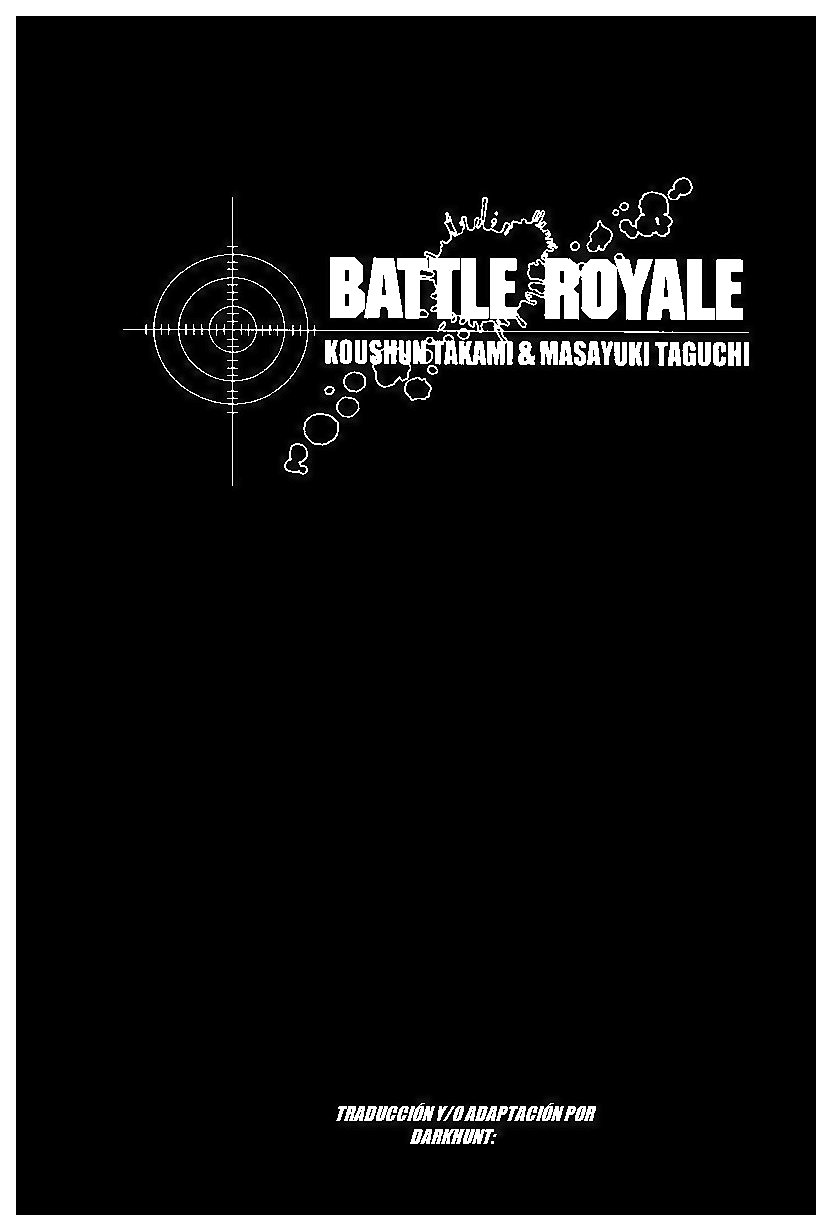 BATTLE ROYALE
KOUSHUN TAKAMI & MASAYUKI TAGUCHI
TRADUCCIÓN Y/O ADAPTACIÓN POR
DARKHUNT: